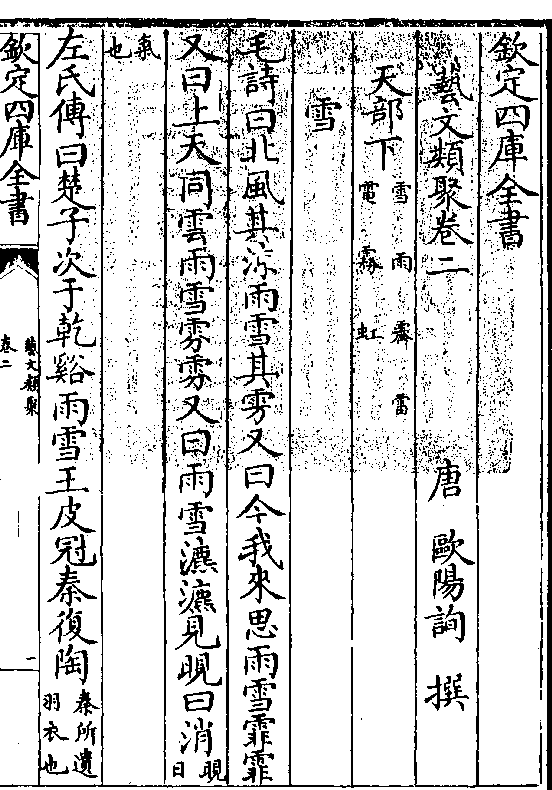 欽定四庫全書
藝文類聚卷二
唐 歐陽詢 撰
天部下 雪 雨 霽 雷
電 霧 虹
雪
毛詩曰北風其涼雨雪其雱又曰今我來思雨雪霏霏
又曰上天同雲雨雪雰雰又曰雨雪瀌瀌見晛曰消 晛日
氣也
左氏傳曰楚子次于乾谿雨雪王皮冠秦復陶 秦所遺羽衣也
欽定四庫全書
藝文類聚
卷二
一